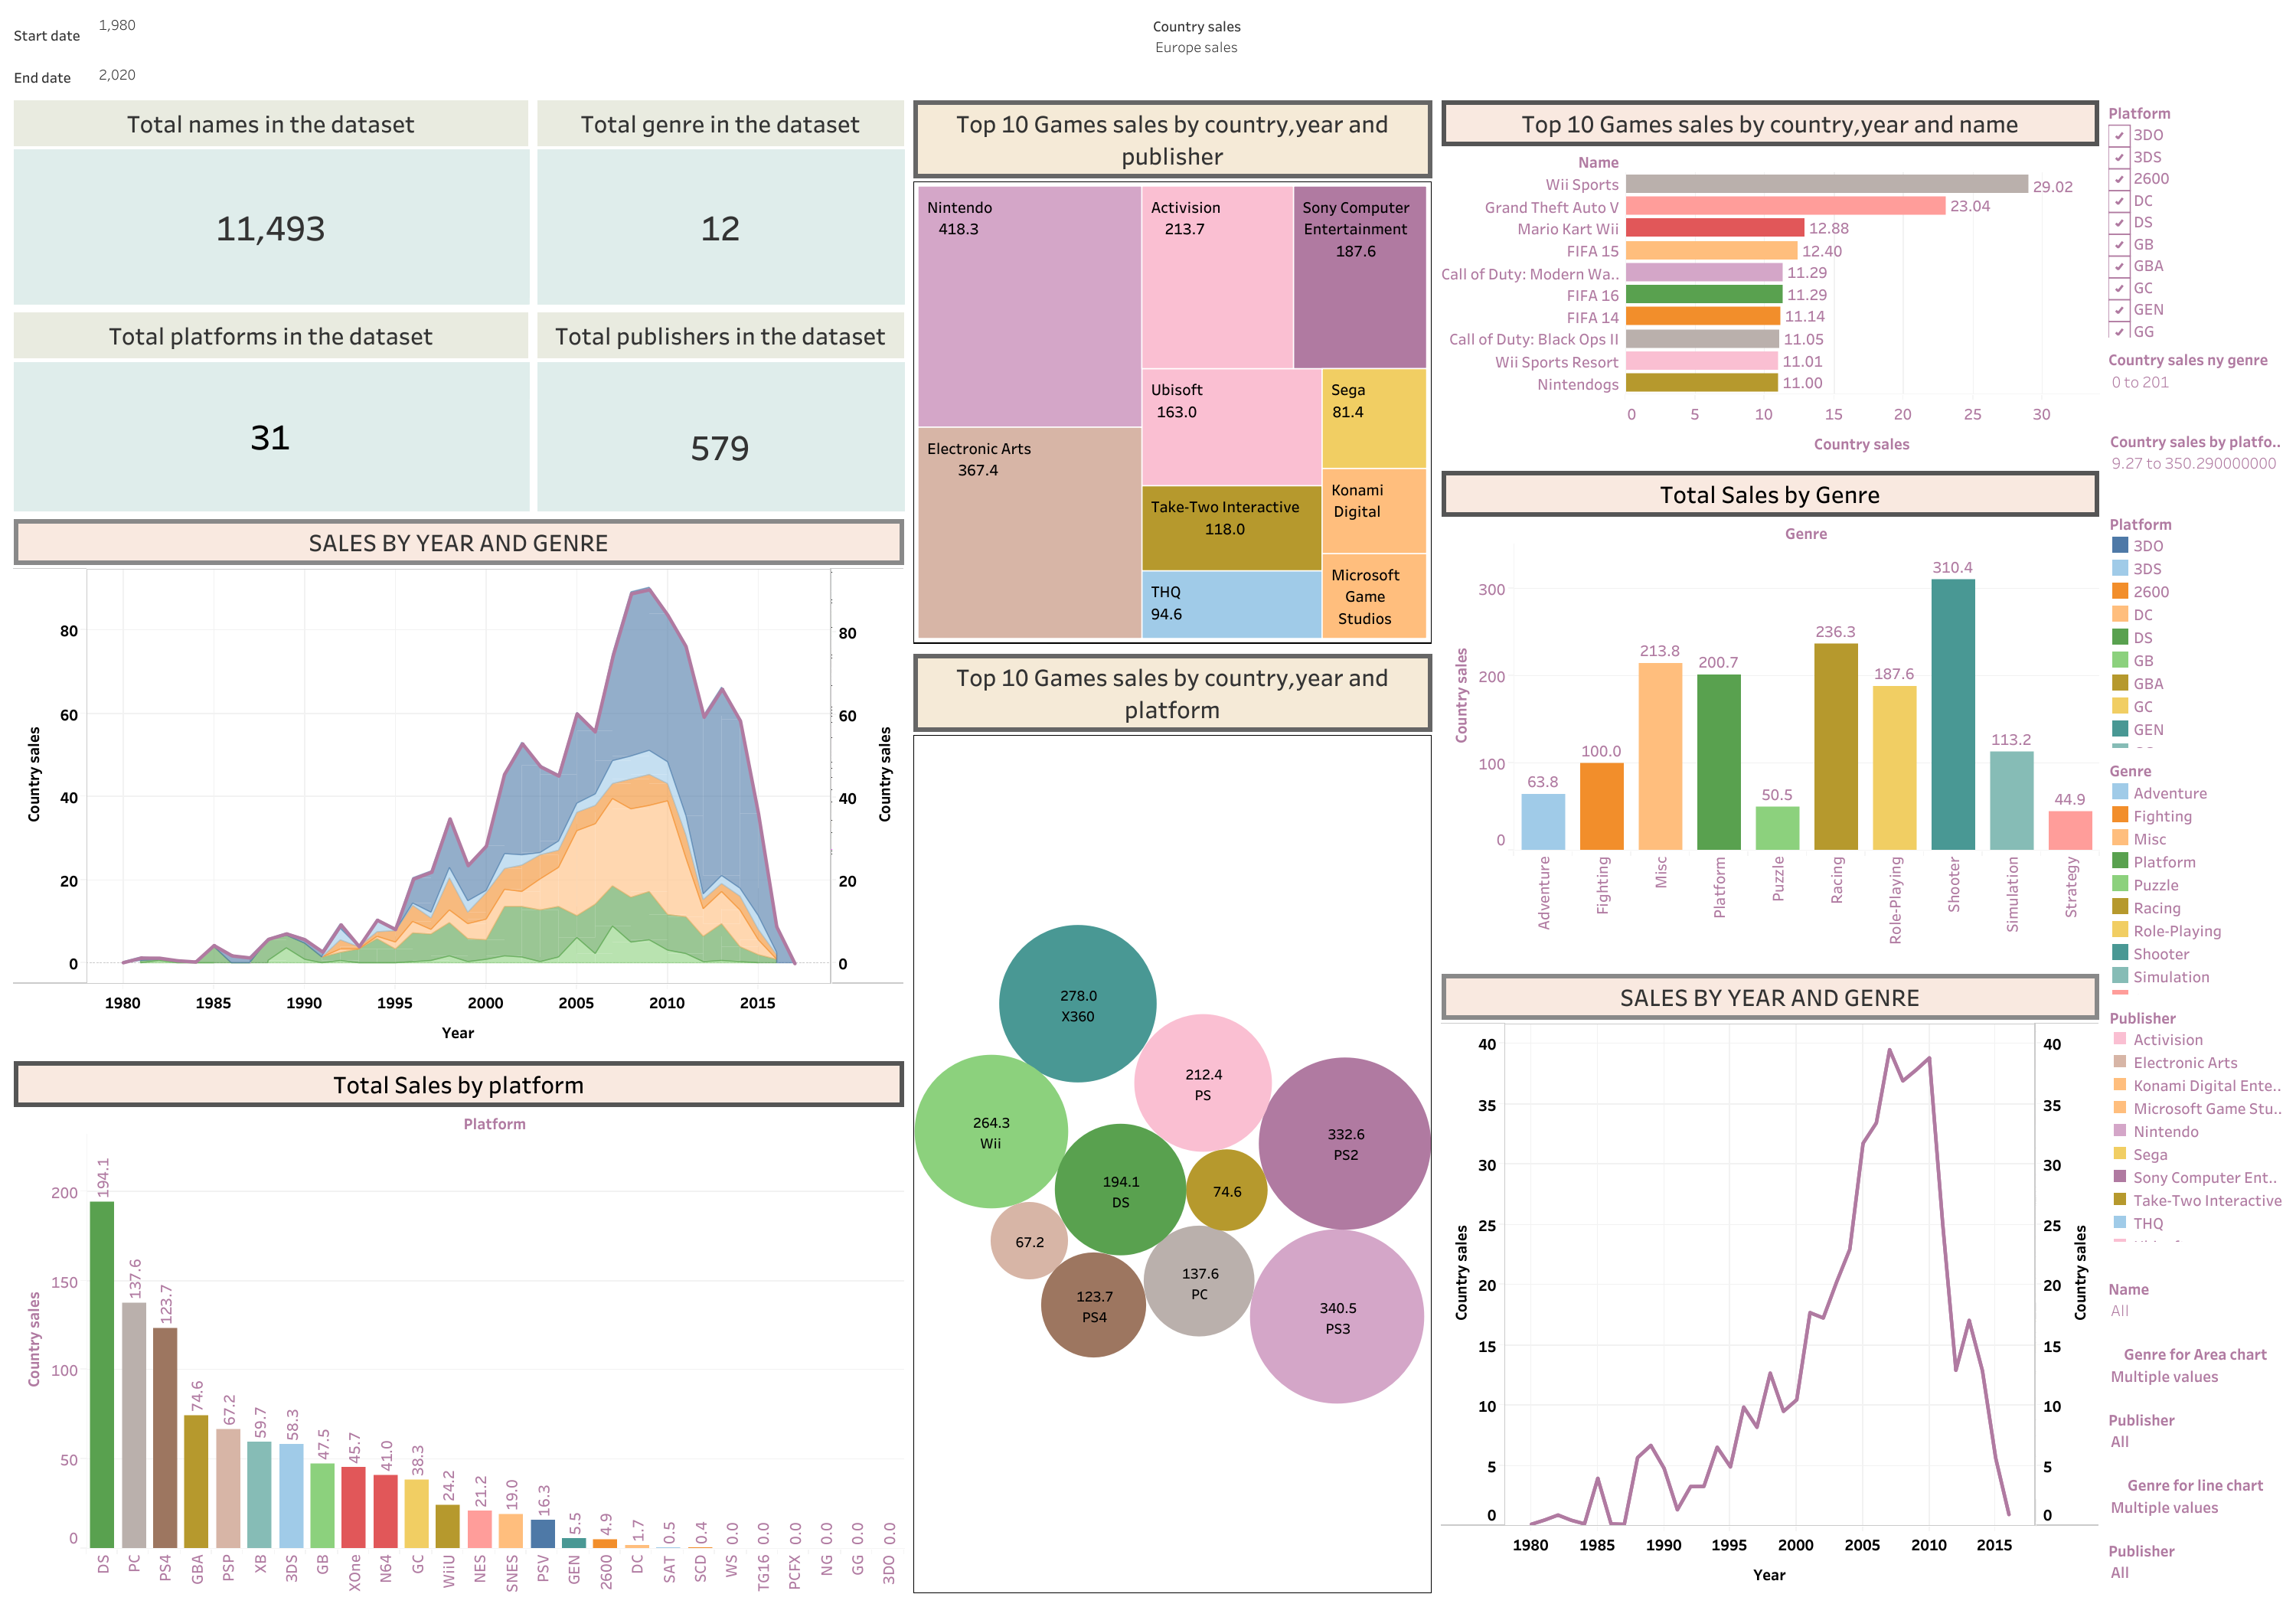 Start date
1,980
End date
2,020
Country sales
Europe sales
Total names in the dataset
11,493
Total genre in the dataset
12
Total platforms in the dataset
31
Total publishers in the dataset
579
SALES BY YEAR AND GENRE
Country sales
80
60
40
20
0
80
60
40
20
0
Country sales
1980
1985
1990
1995
2000
2005
2010
2015
Year
Total Sales by platform
Platform
Country sales
200
150
100
50
0
194.1
137.6
123.7
74.6
67.2
59.7
58.3
47.5
45.7
41.0
38.3
24.2
21.2
19.0
16.3
5.5
4.9
1.7
0.5
0.4
0.0
0.0
0.0
0.0
0.0
0.0
DS
PC
PS4
GBA
PSP
XB
3DS
GB
XOne
N64
GC
WiiU
NES
SNES
PSV
GEN
2600
DC
SAT
SCD
WS
TG16
PCFX
NG
GG
3DO
Top 10 Games sales by country,year and
publisher
Nintendo
418.3
Electronic Arts
367.4
Activision
213.7
Sony Computer
Entertainment
187.6
Ubisoft
163.0
Sega
81.4
Take-Two Interactive
118.0
Konami
Digital
THQ
94.6
Microsoft
Game
Studios
Top 10 Games sales by country,year and
platform
278.0
X360
212.4
PS
264.3
Wii
332.6
PS2
194.1
DS
74.6
67.2
137.6
PC
123.7
PS4
340.5
PS3
Top 10 Games sales by country,year and name
Name
Wii Sports
29.02
Grand Theft Auto V
23.04
Mario Kart Wii
12.88
FIFA 15
12.40
Call of Duty: Modern Wa..
11.29
FIFA 16
11.29
FIFA 14
11.14
Call of Duty: Black Ops II
11.05
Wii Sports Resort
11.01
Nintendogs
11.00
0
5
10
15
20
25
30
Country sales
Total Sales by Genre
Genre
Country sales
300
200
100
0
63.8
100.0
213.8
200.7
50.5
236.3
187.6
310.4
113.2
44.9
Adventure
Fighting
Misc
Platform
Puzzle
Racing
Role-Playing
Shooter
Simulation
Strategy
SALES BY YEAR AND GENRE
Country sales
40
35
30
25
20
15
10
5
0
40
35
30
25
20
15
10
5
0
Country sales
1980
1985
1990
1995
2000
2005
2010
2015
Year
Platform
3DO
3DS
2600
DC
DS
GB
GBA
GC
GEN
GG
Country sales ny genre
0 to 201
Country sales by platfo..
9.27 to 350.290000000
Platform
3DO
3DS
2600
DC
DS
GB
GBA
GC
GEN
Genre
Adventure
Fighting
Misc
Platform
Puzzle
Racing
Role-Playing
Shooter
Simulation
Publisher
Activision
Electronic Arts
Konami Digital Ente..
Microsoft Game Stu..
Nintendo
Sega
Sony Computer Ent..
Take-Two Interactive
THQ
Name
All
Genre for Area chart
Multiple values
Publisher
All
Genre for line chart
Multiple values
Publisher
All